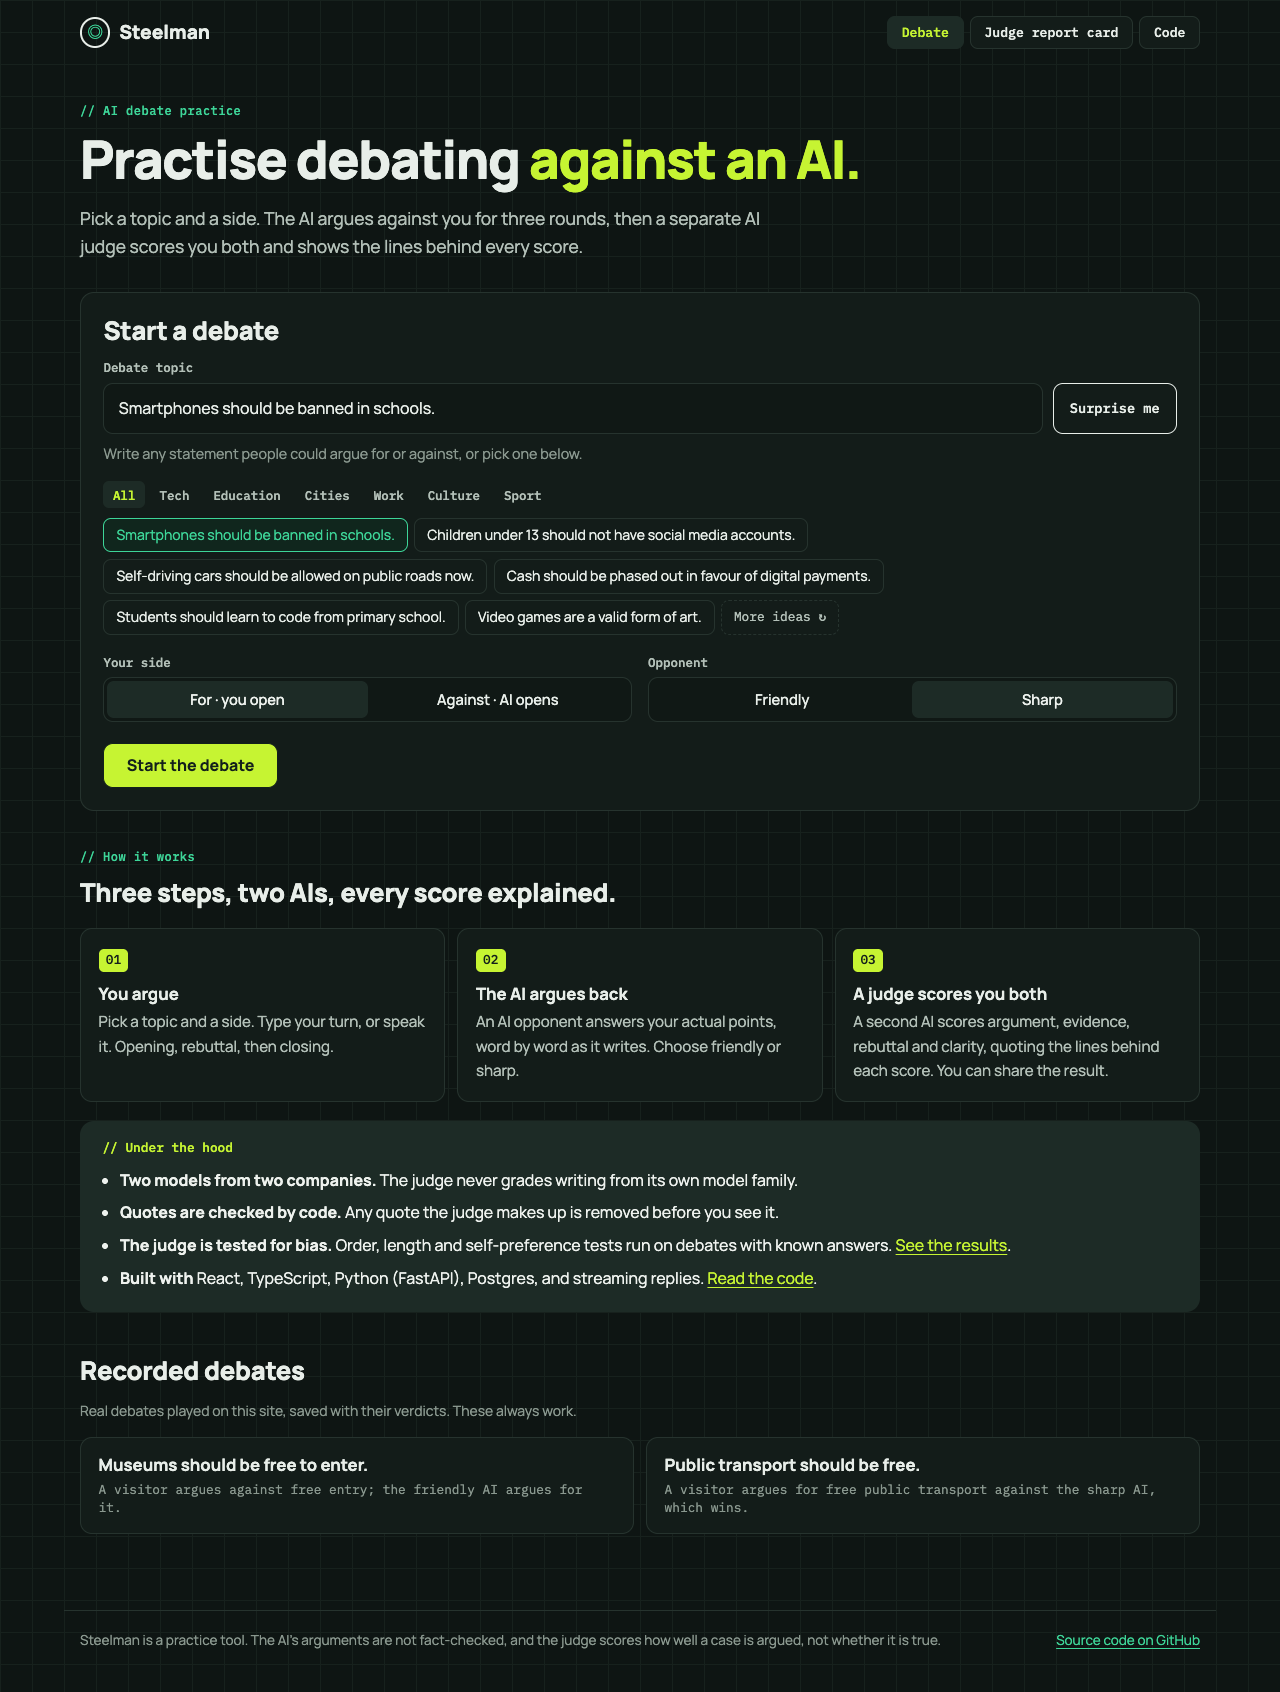 Steelman
Debate
Judge report card
Code
// AI debate practice
Practise debating against an AI.
Pick a topic and a side. The AI argues against you for three rounds, then a separate AI
judge scores you both and shows the lines behind every score.
Start a debate
Debate topic
Smartphones should be banned in schools.
Surprise me
Write any statement people could argue for or against, or pick one below.
All
Tech
Education
Cities
Work
Culture
Sport
Smartphones should be banned in schools.
Children under 13 should not have social media accounts.
Self-driving cars should be allowed on public roads now.
Cash should be phased out in favour of digital payments.
Students should learn to code from primary school.
Video games are a valid form of art.
More ideas ↻
Your side
For · you open
Against · AI opens
Opponent
Friendly
Sharp
Start the debate
// How it works
Three steps, two AIs, every score explained.
01
You argue
Pick a topic and a side. Type your turn, or speak
it. Opening, rebuttal, then closing.
02
The AI argues back
An AI opponent answers your actual points,
word by word as it writes. Choose friendly or
sharp.
03
A judge scores you both
A second AI scores argument, evidence,
rebuttal and clarity, quoting the lines behind
each score. You can share the result.
// Under the hood
• Two models from two companies. The judge never grades writing from its own model family.
• Quotes are checked by code. Any quote the judge makes up is removed before you see it.
• The judge is tested for bias. Order, length and self-preference tests run on debates with known answers. See the results.
• Built with React, TypeScript, Python (FastAPI), Postgres, and streaming replies. Read the code.
Recorded debates
Real debates played on this site, saved with their verdicts. These always work.
Museums should be free to enter.
A visitor argues against free entry; the friendly AI argues for
it.
Public transport should be free.
A visitor argues for free public transport against the sharp AI,
which wins.
Steelman is a practice tool. The AI's arguments are not fact-checked, and the judge scores how well a case is argued, not whether it is true.
Source code on GitHub